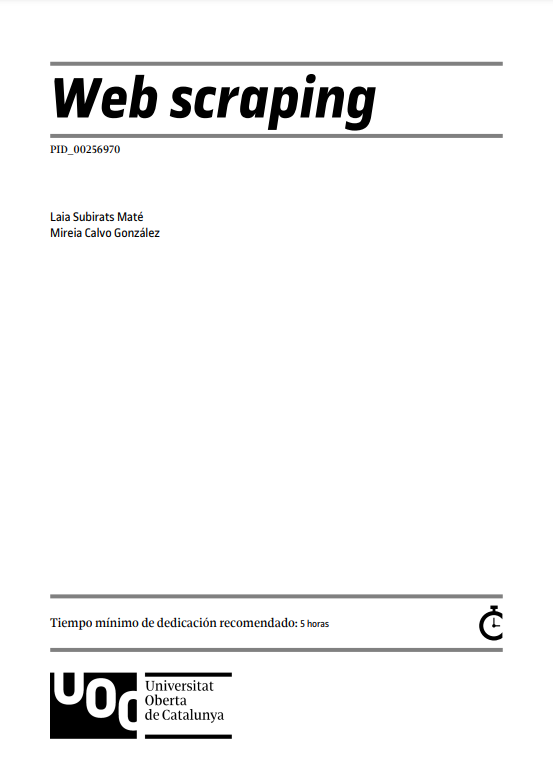 Web scraping
PID_00256970
Laia Subirats Maté
Mireia Calvo González
Tiempo mínimo de dedicación recomendado: 5 horas
UOC
Universitat
Oberta
de Catalunya